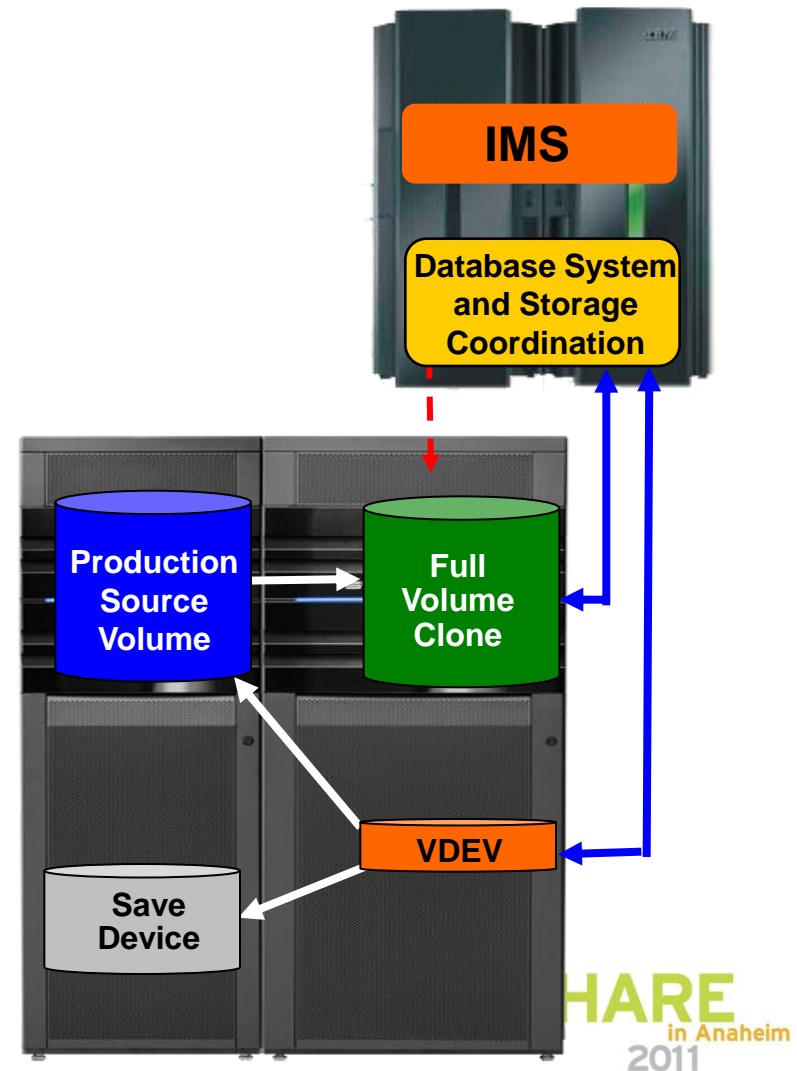 IMS
Database System
and Storage
Coordination
Production
Source
Volume
Full
Volume
Clone
VDEV
Save
Device
HARE
in Anaheim
2011